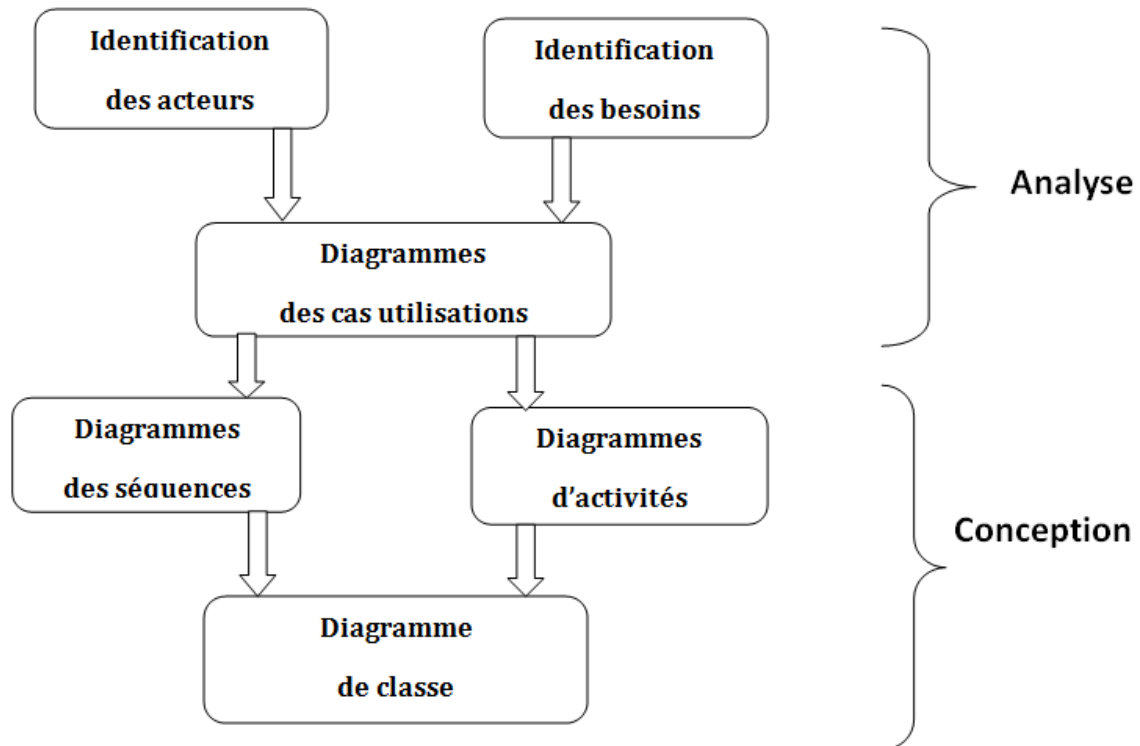 Identification
des acteurs
Identification
des besoins
Analyse
Diagrammes
des cas utilisations
Diagrammes
des séquences
Diagrammes
d’activités
Conception
Diagramme
de classe